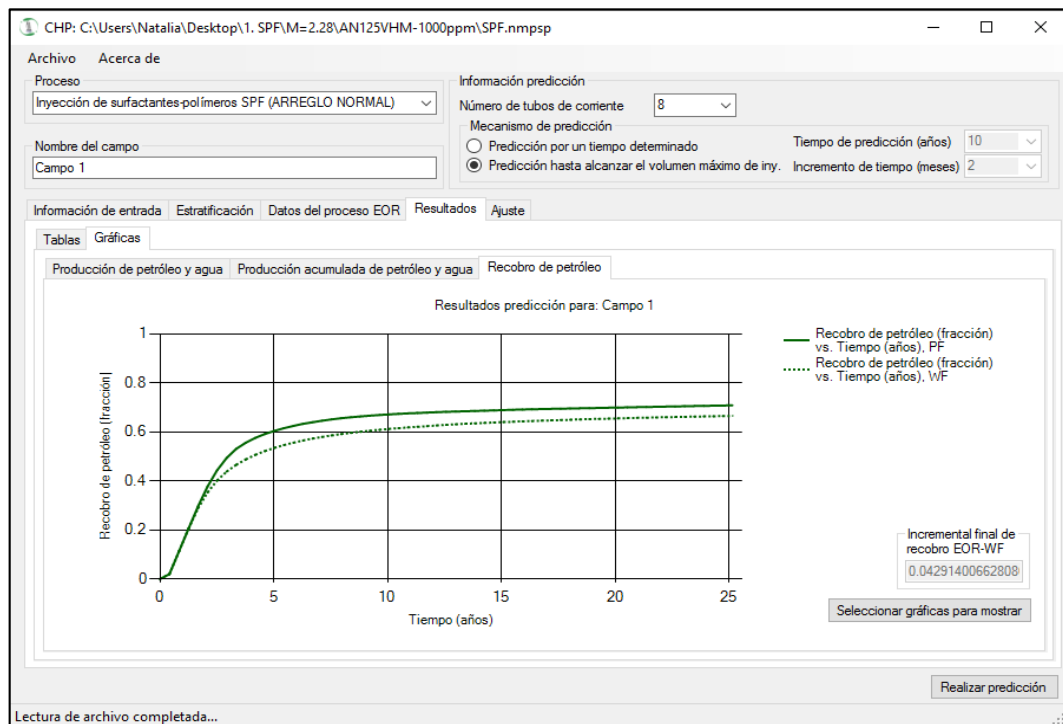 CHP: C:\Users\Natalia\Desktop\1. SPF\M=2.28\AN125VHM-1000ppm\SPF.nmpsp
Archivo Acerca de
Proceso
Inyección de surfactantes-polímeros SPF (ARREGLO NORMAL)
Nombre del campo
Campo 1
Información predicción
Número de tubos de corriente 8
Mecanismo de predicción
Predicción por un tiempo determinado
Predicción hasta alcanzar el volumen máximo de iny.
Tiempo de predicción (años) 10
Incremento de tiempo (meses) 2
Información de entrada Estratificación Datos del proceso EOR Resultados Ajuste
Tablas Gráficas
Producción de petróleo y agua Producción acumulada de petróleo y agua Recobro de petróleo
Resultados predicción para: Campo 1
Recobro de petróleo (fracción)
1
0.8
0.6
0.4
0.2
0
0 5 10 15 20 25
Tiempo (años)
Recobro de petróleo (fracción)
vs. Tiempo (años), PF
Recobro de petróleo (fracción)
vs. Tiempo (años), WF
Incremental final de
recobro EOR-WF
0.04291400662808
Seleccionar gráficas para mostrar
Realizar predicción
Lectura de archivo completada...